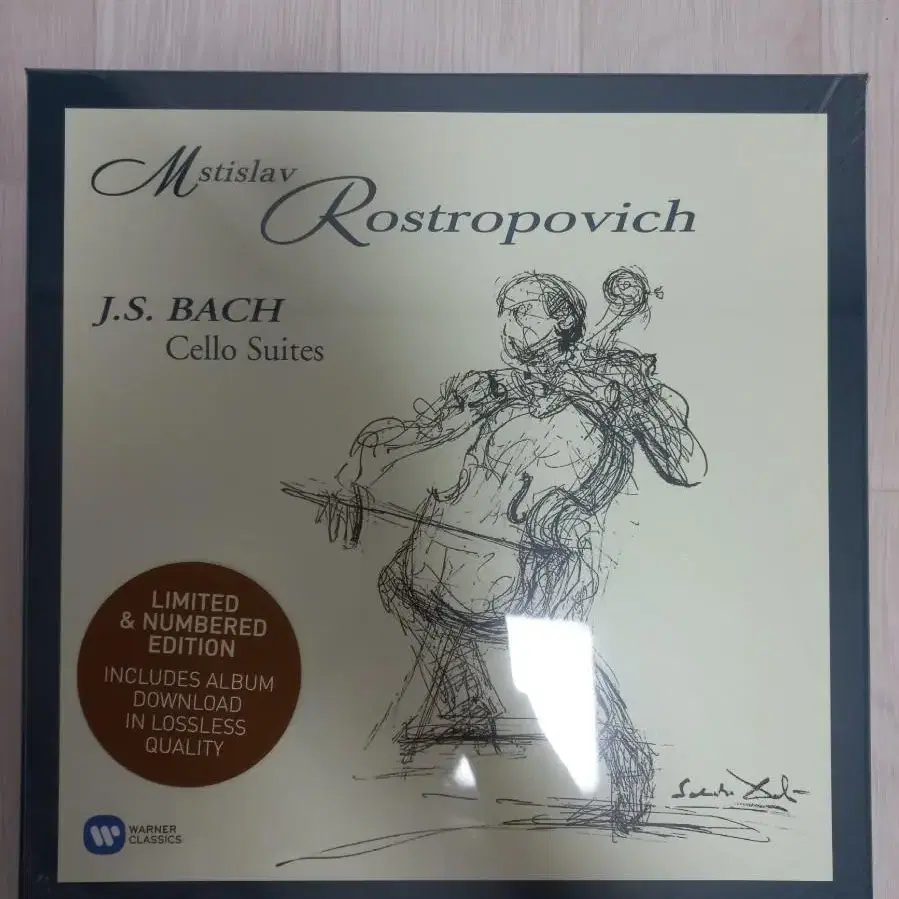 Mstislav
Rostropovich
J.S. BACH
Cello Suites
LIMITED
& NUMBERED
EDITION
INCLUDES ALBUM
DOWNLOAD
IN LOSSLESS
QUALITY
WARNER
CLASSICS